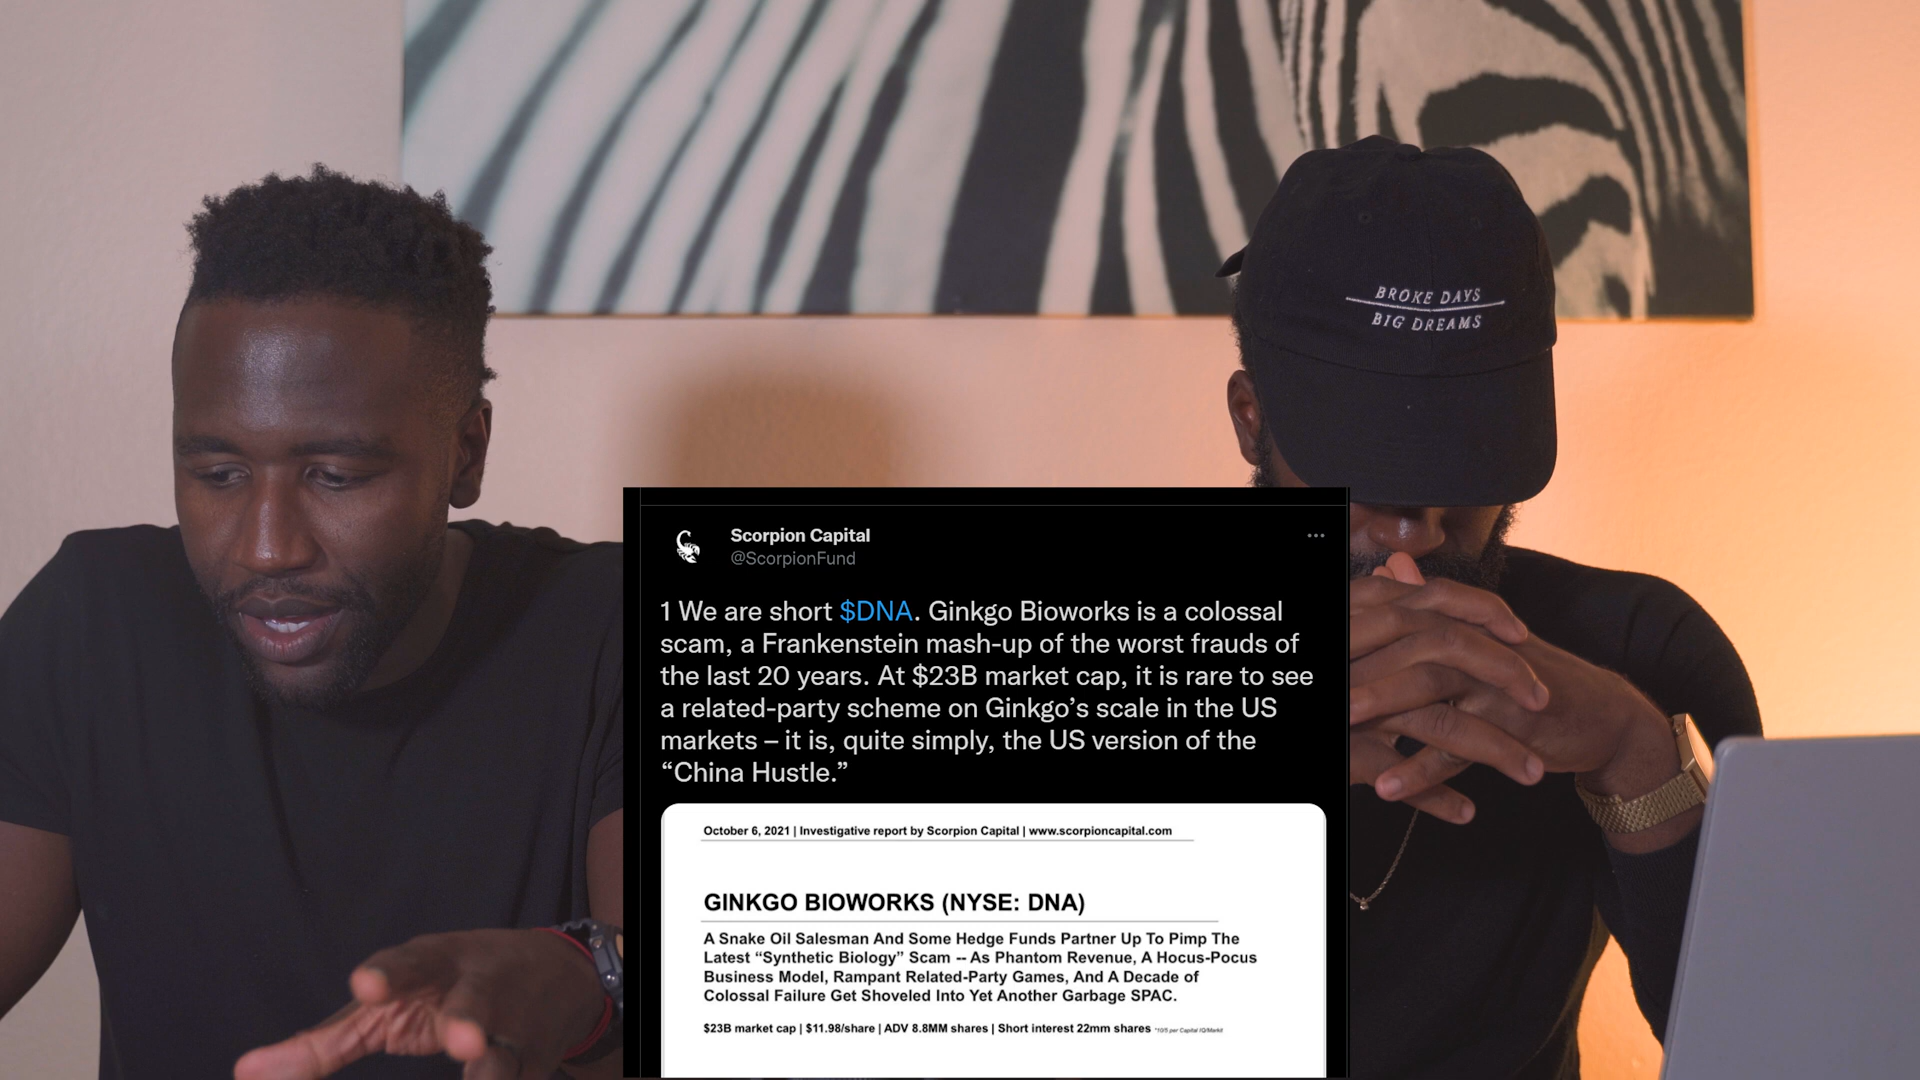 BROKE DAYS
BIG DREAMS
Scorpion Capital
@ScorpionFund
1 We are short $DNA. Ginkgo Bioworks is a colossal
scam, a Frankenstein mash-up of the worst frauds of
the last 20 years. At $23B market cap, it is rare to see
a related-party scheme on Ginkgo’s scale in the US
markets – it is, quite simply, the US version of the
“China Hustle.”
October 6, 2021 | Investigative report by Scorpion Capital | www.scorpioncapital.com
GINKGO BIOWORKS (NYSE: DNA)
A Snake Oil Salesman And Some Hedge Funds Partner Up To Pimp The
Latest “Synthetic Biology” Scam -- As Phantom Revenue, A Hocus-Pocus
Business Model, Rampant Related-Party Games, And A Decade of
Colossal Failure Get Shoveled Into Yet Another Garbage SPAC.
$23B market cap | $11.98/share | ADV 8.8MM shares | Short interest 22mm shares *10/5 per Capital IQ/Markit